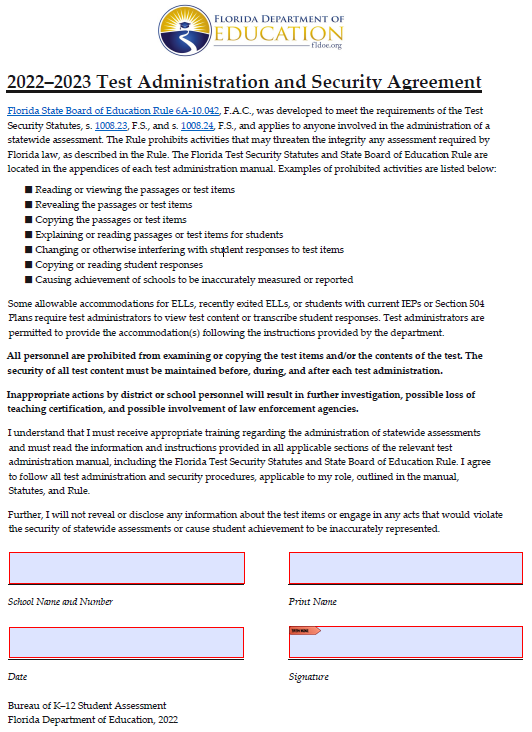 FLORIDA DEPARTMENT OF
EDUCATION
fldoe.org
2022–2023 Test Administration and Security Agreement
Florida State Board of Education Rule 6A-10.042, F.A.C., was developed to meet the requirements of the Test
Security Statutes, s. 1008.23, F.S., and s. 1008.24, F.S., and applies to anyone involved in the administration of a
statewide assessment. The Rule prohibits activities that may threaten the integrity any assessment required by
Florida law, as described in the Rule. The Florida Test Security Statutes and State Board of Education Rule are
located in the appendices of each test administration manual. Examples of prohibited activities are listed below:
■ Reading or viewing the passages or test items
■ Revealing the passages or test items
■ Copying the passages or test items
■ Explaining or reading passages or test items for students
■ Changing or otherwise interfering with student responses to test items
■ Copying or reading student responses
■ Causing achievement of schools to be inaccurately measured or reported
Some allowable accommodations for ELLs, recently exited ELLs, or students with current IEPs or Section 504
Plans require test administrators to view test content or transcribe student responses. Test administrators are
permitted to provide the accommodation(s) following the instructions provided by the department.
All personnel are prohibited from examining or copying the test items and/or the contents of the test. The
security of all test content must be maintained before, during, and after each test administration.
Inappropriate actions by district or school personnel will result in further investigation, possible loss of
teaching certification, and possible involvement of law enforcement agencies.
I understand that I must receive appropriate training regarding the administration of statewide assessments
and must read the information and instructions provided in all applicable sections of the relevant test
administration manual, including the Florida Test Security Statutes and State Board of Education Rule. I agree
to follow all test administration and security procedures, applicable to my role, outlined in the manual,
Statutes, and Rule.
Further, I will not reveal or disclose any information about the test items or engage in any acts that would violate
the security of statewide assessments or cause student achievement to be inaccurately represented.
School Name and Number
Print Name
Date
Signature
Bureau of K–12 Student Assessment
Florida Department of Education, 2022